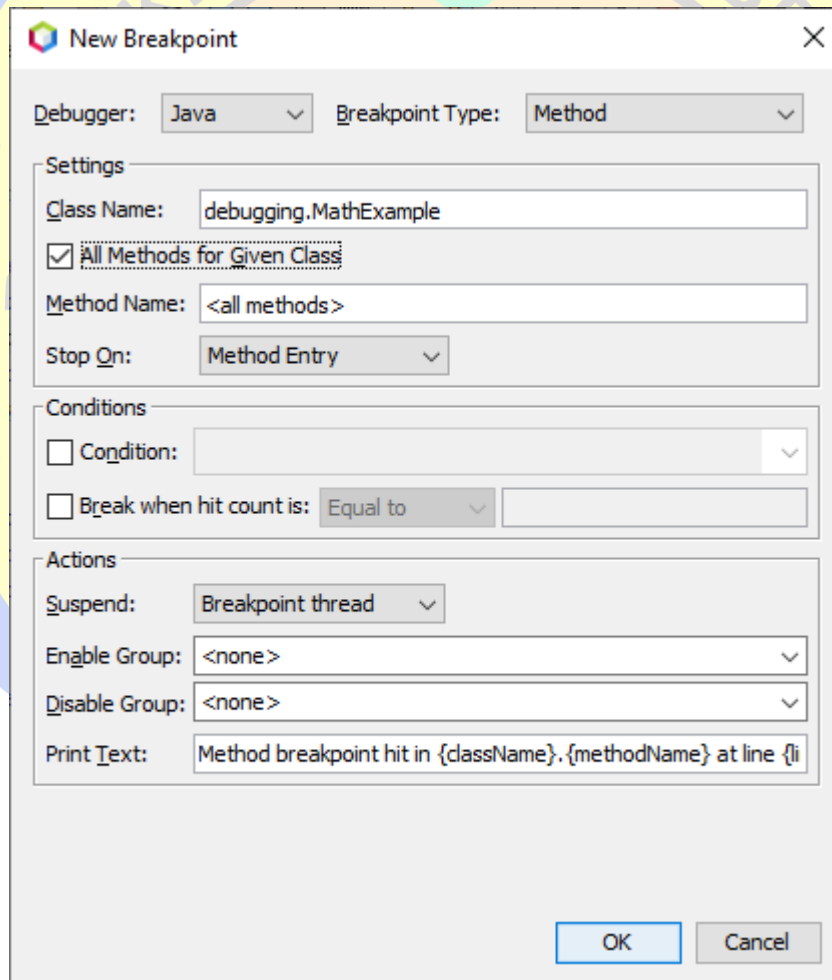 New Breakpoint
Debugger: Java Breakpoint Type: Method
Settings
Class Name: debugging.MathExample
All Methods for Given Class
Method Name: <all methods>
Stop On: Method Entry
Conditions
Condition:
Break when hit count is: Equal to
Actions
Suspend: Breakpoint thread
Enable Group: <none>
Disable Group: <none>
Print Text: Method breakpoint hit in {className}.{methodName} at line {li
OK Cancel